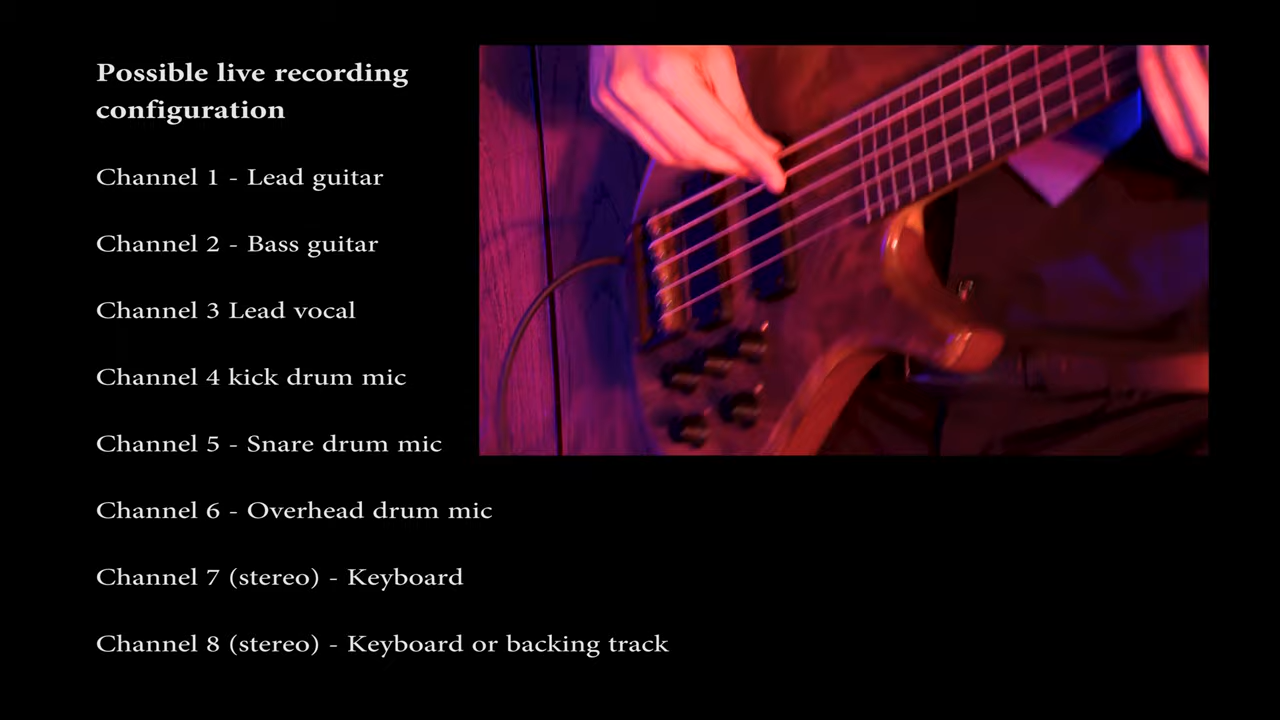 Possible live recording
configuration
Channel 1 - Lead guitar
Channel 2 - Bass guitar
Channel 3 Lead vocal
Channel 4 kick drum mic
Channel 5 - Snare drum mic
Channel 6 - Overhead drum mic
Channel 7 (stereo) - Keyboard
Channel 8 (stereo) - Keyboard or backing track